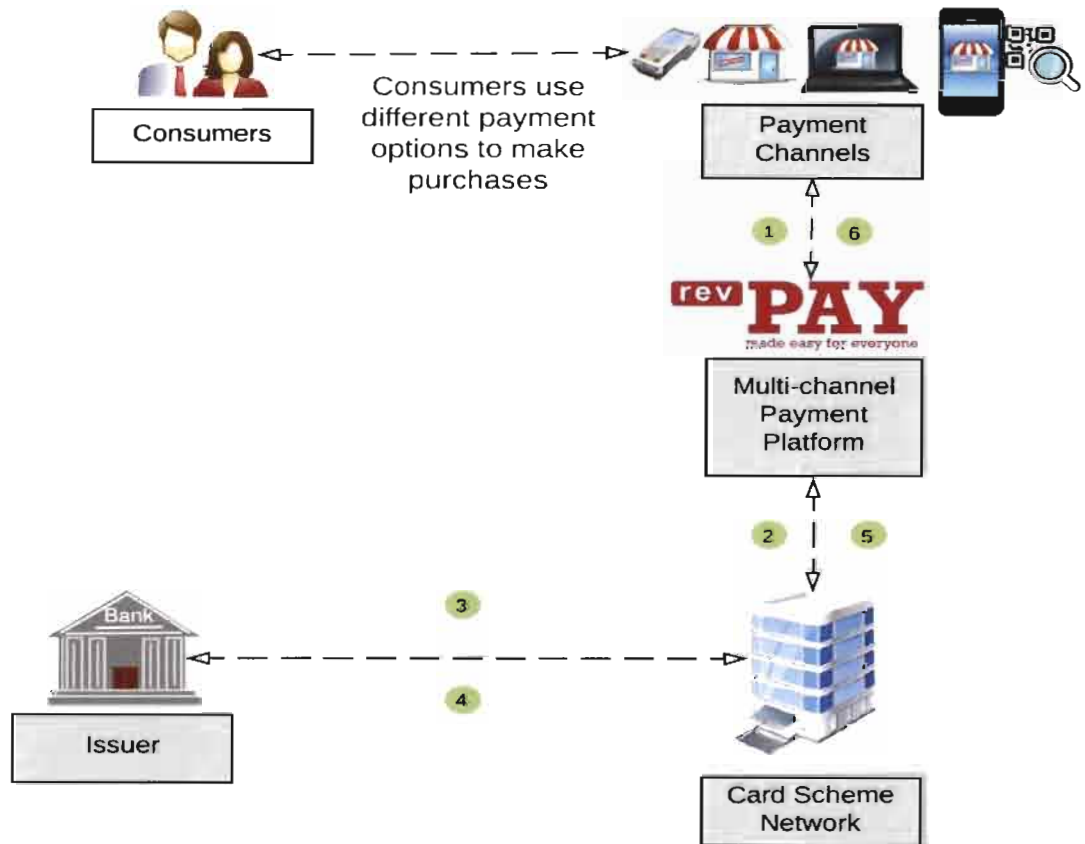 Consumers
Consumers use
different payment
options to make
purchases
Payment
Channels
1
6
rev
PAY
made easy for everyone
Multi-channel
Payment
Platform
2
5
Bank
3
4
Issuer
Card Scheme
Network